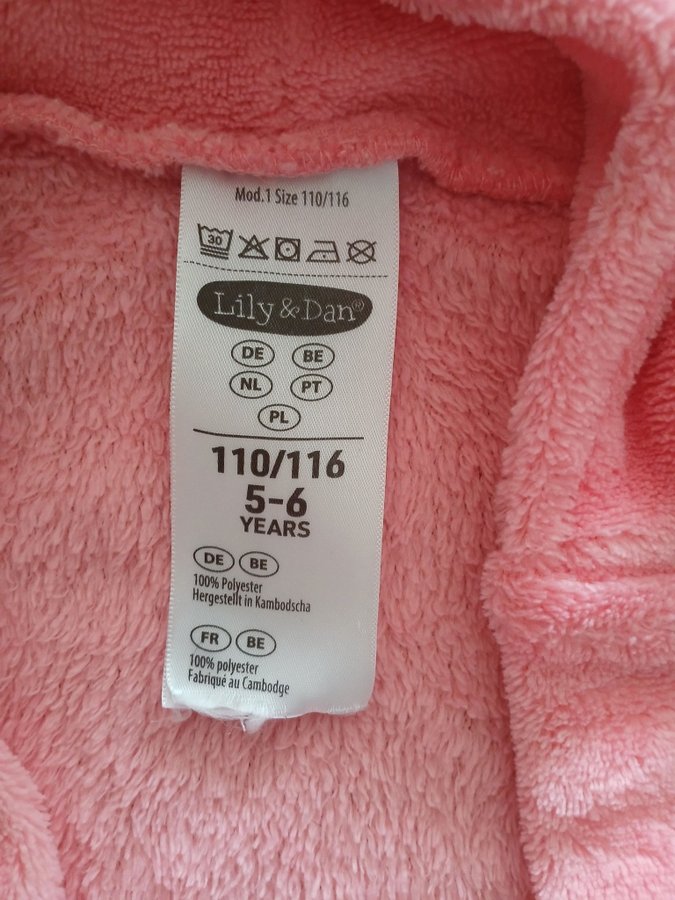 Mod.1 Size 110/116
30
Lily & Dan®
DE BE
NL PT
PL
110/116
5-6
YEARS
DE BE
100% Polyester
Hergestellt in Kambodscha
FR BE
100% polyester
Fabriqué au Cambodge